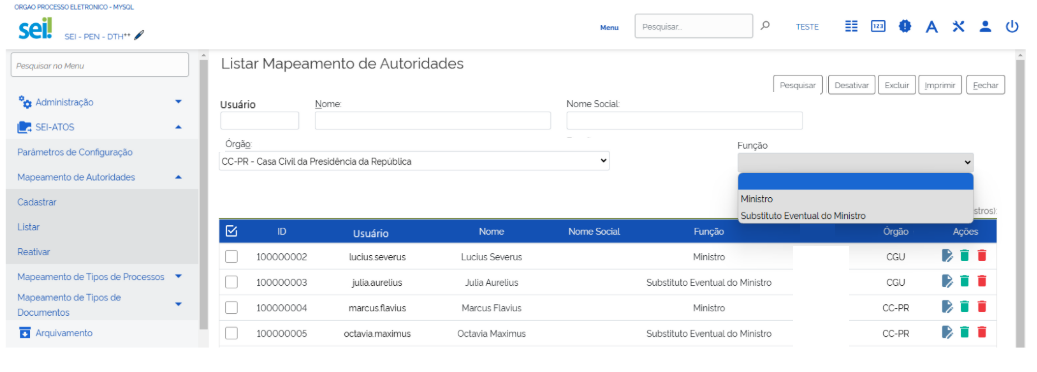 ORGAO PROCESSO ELETRONICO - MYSQL
sei!
SEI - PEN - DTH**
Menu
Pesquisar...
TESTE
123
A
Pesquisar no Menu
Administração
SEI-ATOS
Parâmetros de Configuração
Mapeamento de Autoridades
Cadastrar
Listar
Reativar
Mapeamento de Tipos de Processos
Mapeamento de Tipos de
Documentos
Arquivamento
Listar Mapeamento de Autoridades
Pesquisar Desativar Excluir Imprimir Fechar
Usuário Nome: Nome Social:
Órgão: Função
CC-PR - Casa Civil da Presidência da República
Ministro
Substituto Eventual do Ministro
stros):
ID Usuário Nome Nome Social Função Órgão Ações
100000002 lucius.severus Lucius Severus Ministro CGU
100000003 julia.aurelius Julia Aurelius Substituto Eventual do Ministro CGU
100000004 marcus.flavius Marcus Flavius Ministro CC-PR
100000005 octavia.maximus Octavia Maximus Substituto Eventual do Ministro CC-PR